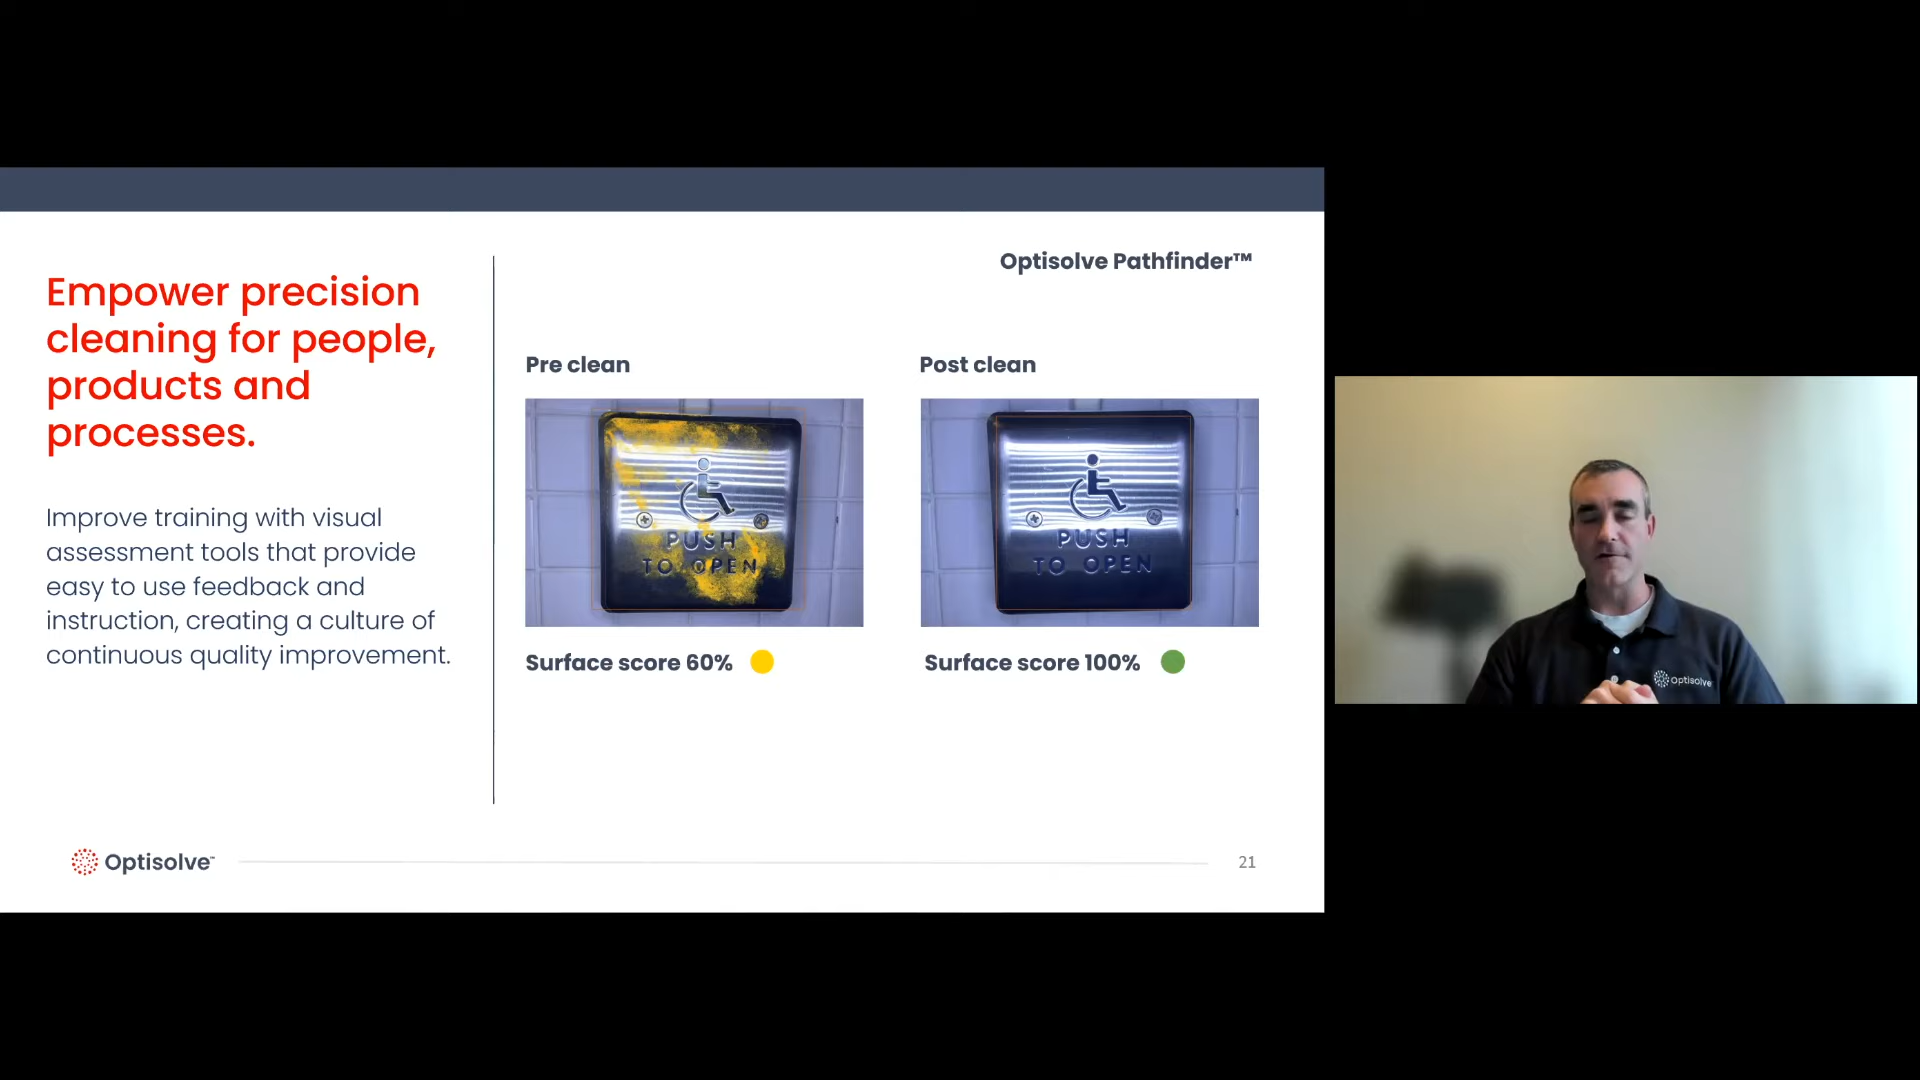 Optisolve Pathfinder™
Empower precision
cleaning for people,
products and
processes.
Improve training with visual
assessment tools that provide
easy to use feedback and
instruction, creating a culture of
continuous quality improvement.
Pre clean
PUSH
TO OPEN
Surface score 60%
Post clean
PUSH
TO OPEN
Surface score 100%
Optisolve™
21
Optisolve